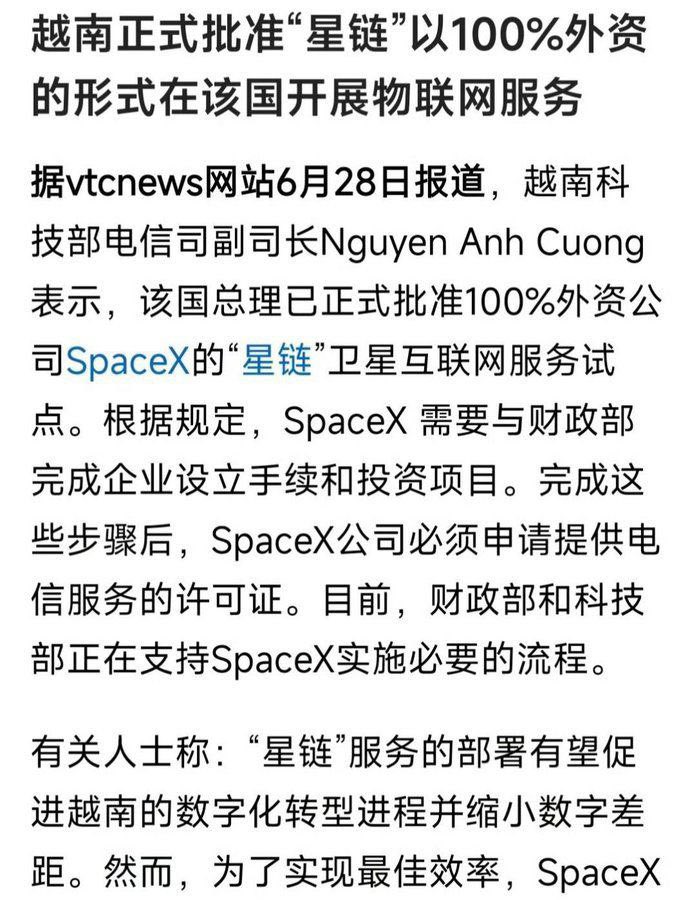 越南正式批准“星链”以100%外资
的形式在该国开展物联网服务
据vtcnews网站6月28日报道，越南科
技部电信司副司长Nguyen Anh Cuong
表示，该国总理已正式批准100%外资公
司SpaceX的“星链”卫星互联网服务试
点。根据规定，SpaceX 需要与财政部
完成企业设立手续和投资项目。完成这
些步骤后，SpaceX公司必须申请提供电
信服务的许可证。目前，财政部和科技
部正在支持SpaceX实施必要的流程。
有关人士称：“星链”服务的部署有望促
进越南的数字化转型进程并缩小数字差
距。然而，为了实现最佳效率，SpaceX